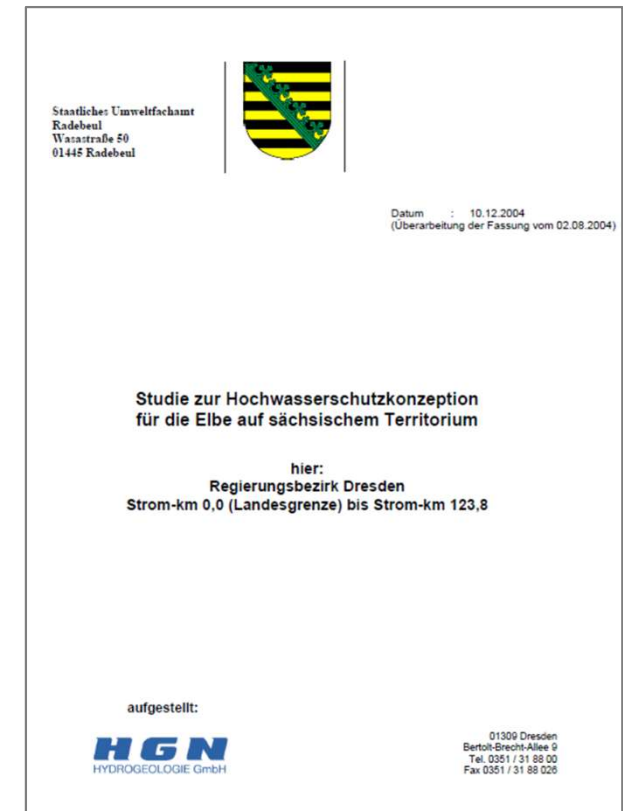 Staatliches Umweltfachamt
Radebeul
Wasastraße 50
01445 Radebeul
Datum : 10.12.2004
(Überarbeitung der Fassung vom 02.08.2004)
Studie zur Hochwasserschutzkonzeption
für die Elbe auf sächsischem Territorium
hier:
Regierungsbezirk Dresden
Strom-km 0,0 (Landesgrenze) bis Strom-km 123,8
aufgestellt:
HGN
HYDROGEOLOGIE GmbH
01309 Dresden
Bertolt-Brecht-Allee 9
Tel. 0351 / 31 88 00
Fax 0351 / 31 88 026